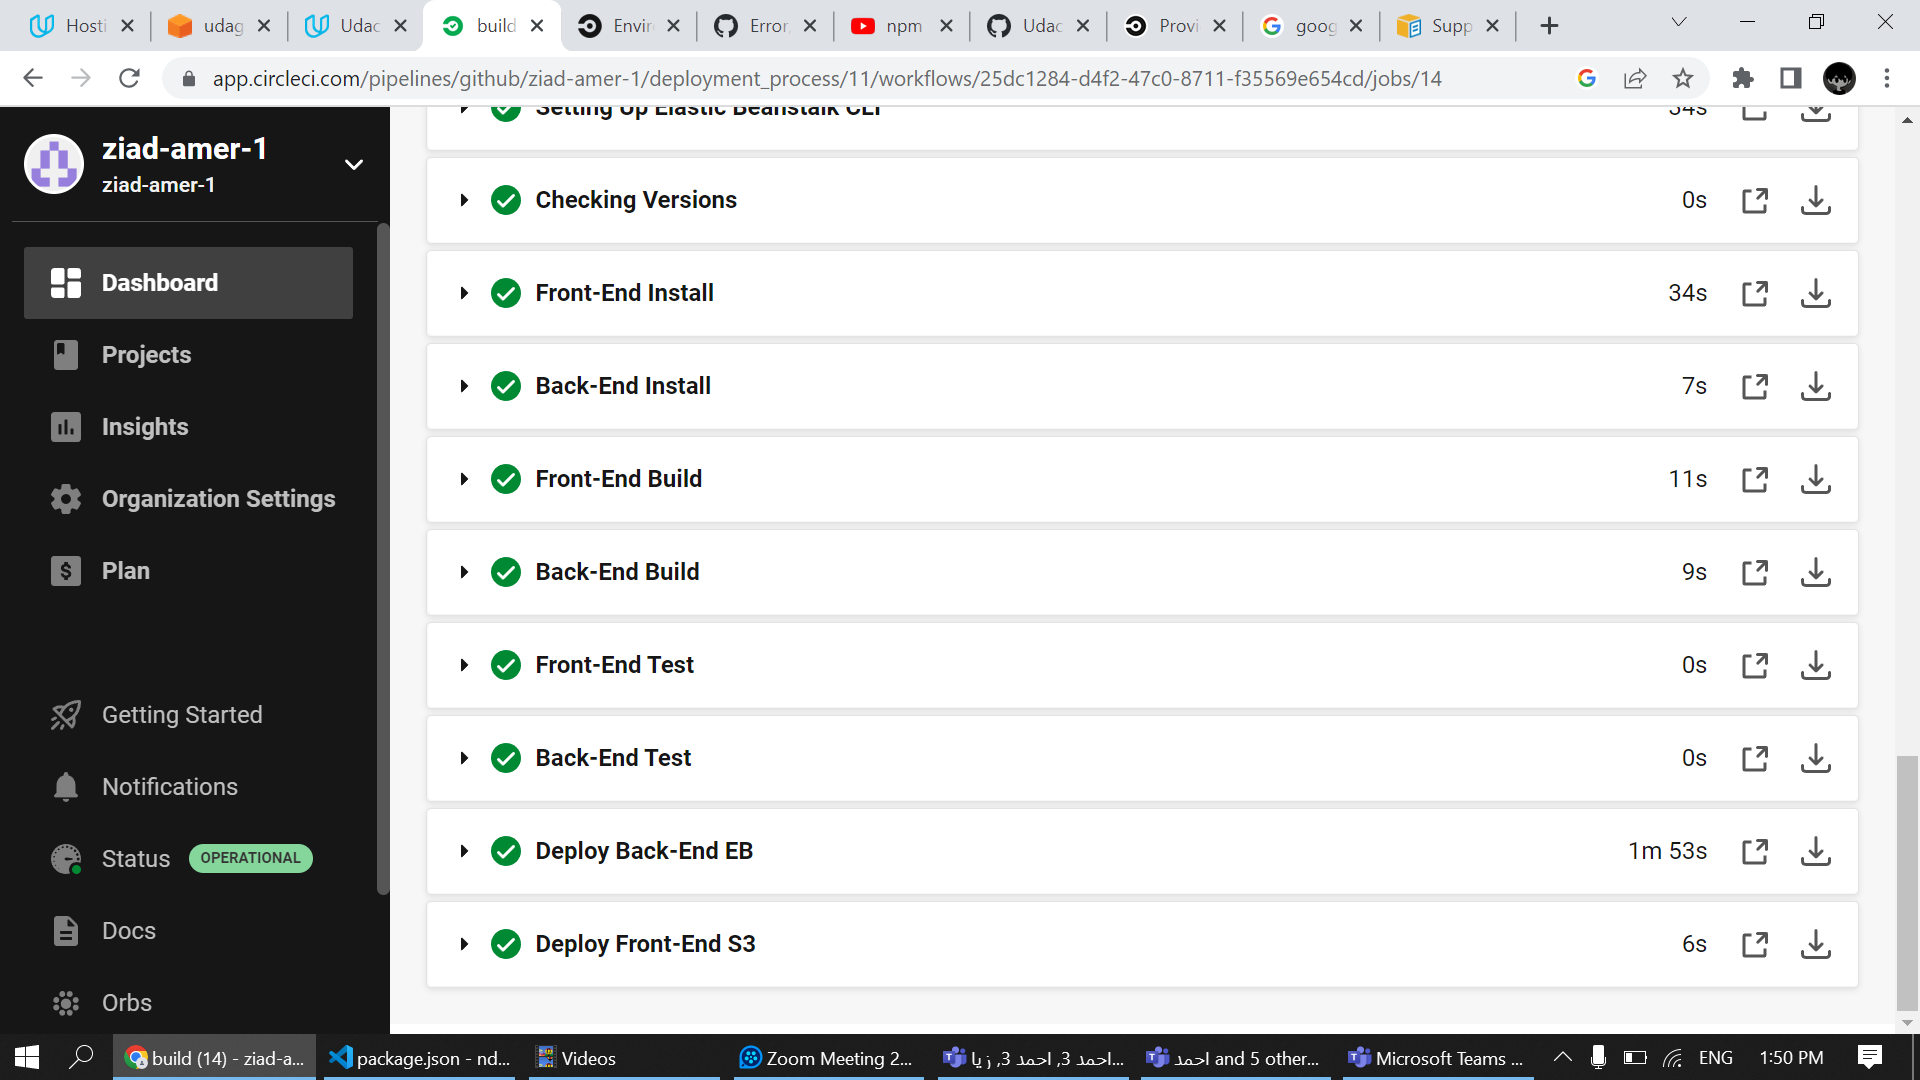 Hosti
udag
Udac
build
Envir
Error,
npm
Udac
Provi
goog
Supp
app.circleci.com/pipelines/github/ziad-amer-1/deployment_process/11/workflows/25dc1284-d4f2-47c0-8711-f35569e654cd/jobs/14
ziad-amer-1
ziad-amer-1
Dashboard
Projects
Insights
Organization Settings
Plan
Getting Started
Notifications
Status OPERATIONAL
Docs
Orbs
Setting Up Elastic Beanstalk CLI 34s
Checking Versions 0s
Front-End Install 34s
Back-End Install 7s
Front-End Build 11s
Back-End Build 9s
Front-End Test 0s
Back-End Test 0s
Deploy Back-End EB 1m 53s
Deploy Front-End S3 6s
build (14) - ziad-a...
package.json - nd...
Videos
Zoom Meeting 2...
احمد 3, احمد 3, زيا...
احمد and 5 other...
Microsoft Teams ...
ENG
1:50 PM